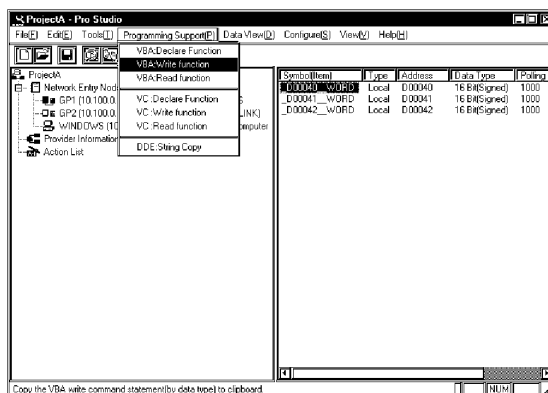 ProjectA - Pro Studio
File(F) Edit(E) Tools(T) Programming Support(P) Data View(D) Configure(S) View(V) Help(H)
VBA:Declare Function
VBA:Write function
VBA:Read function
VC :Declare Function
VC :Write function
VC :Read function
DDE:String Copy
ProjectA
Network Entry Nod
GP1 (10.100.0. S
GP2 (10.100.0. LINK)
WINDOWS (10 omputer
Provider Information
Action List
Symbol(Item) Type Address Data Type Polling
_D00040__WORD Local D00040 16 Bit(Signed) 1000
_D00041__WORD Local D00041 16 Bit(Signed) 1000
_D00042__WORD Local D00042 16 Bit(Signed) 1000
Copy the VBA write command statement(by data type) to clipboard. NUM